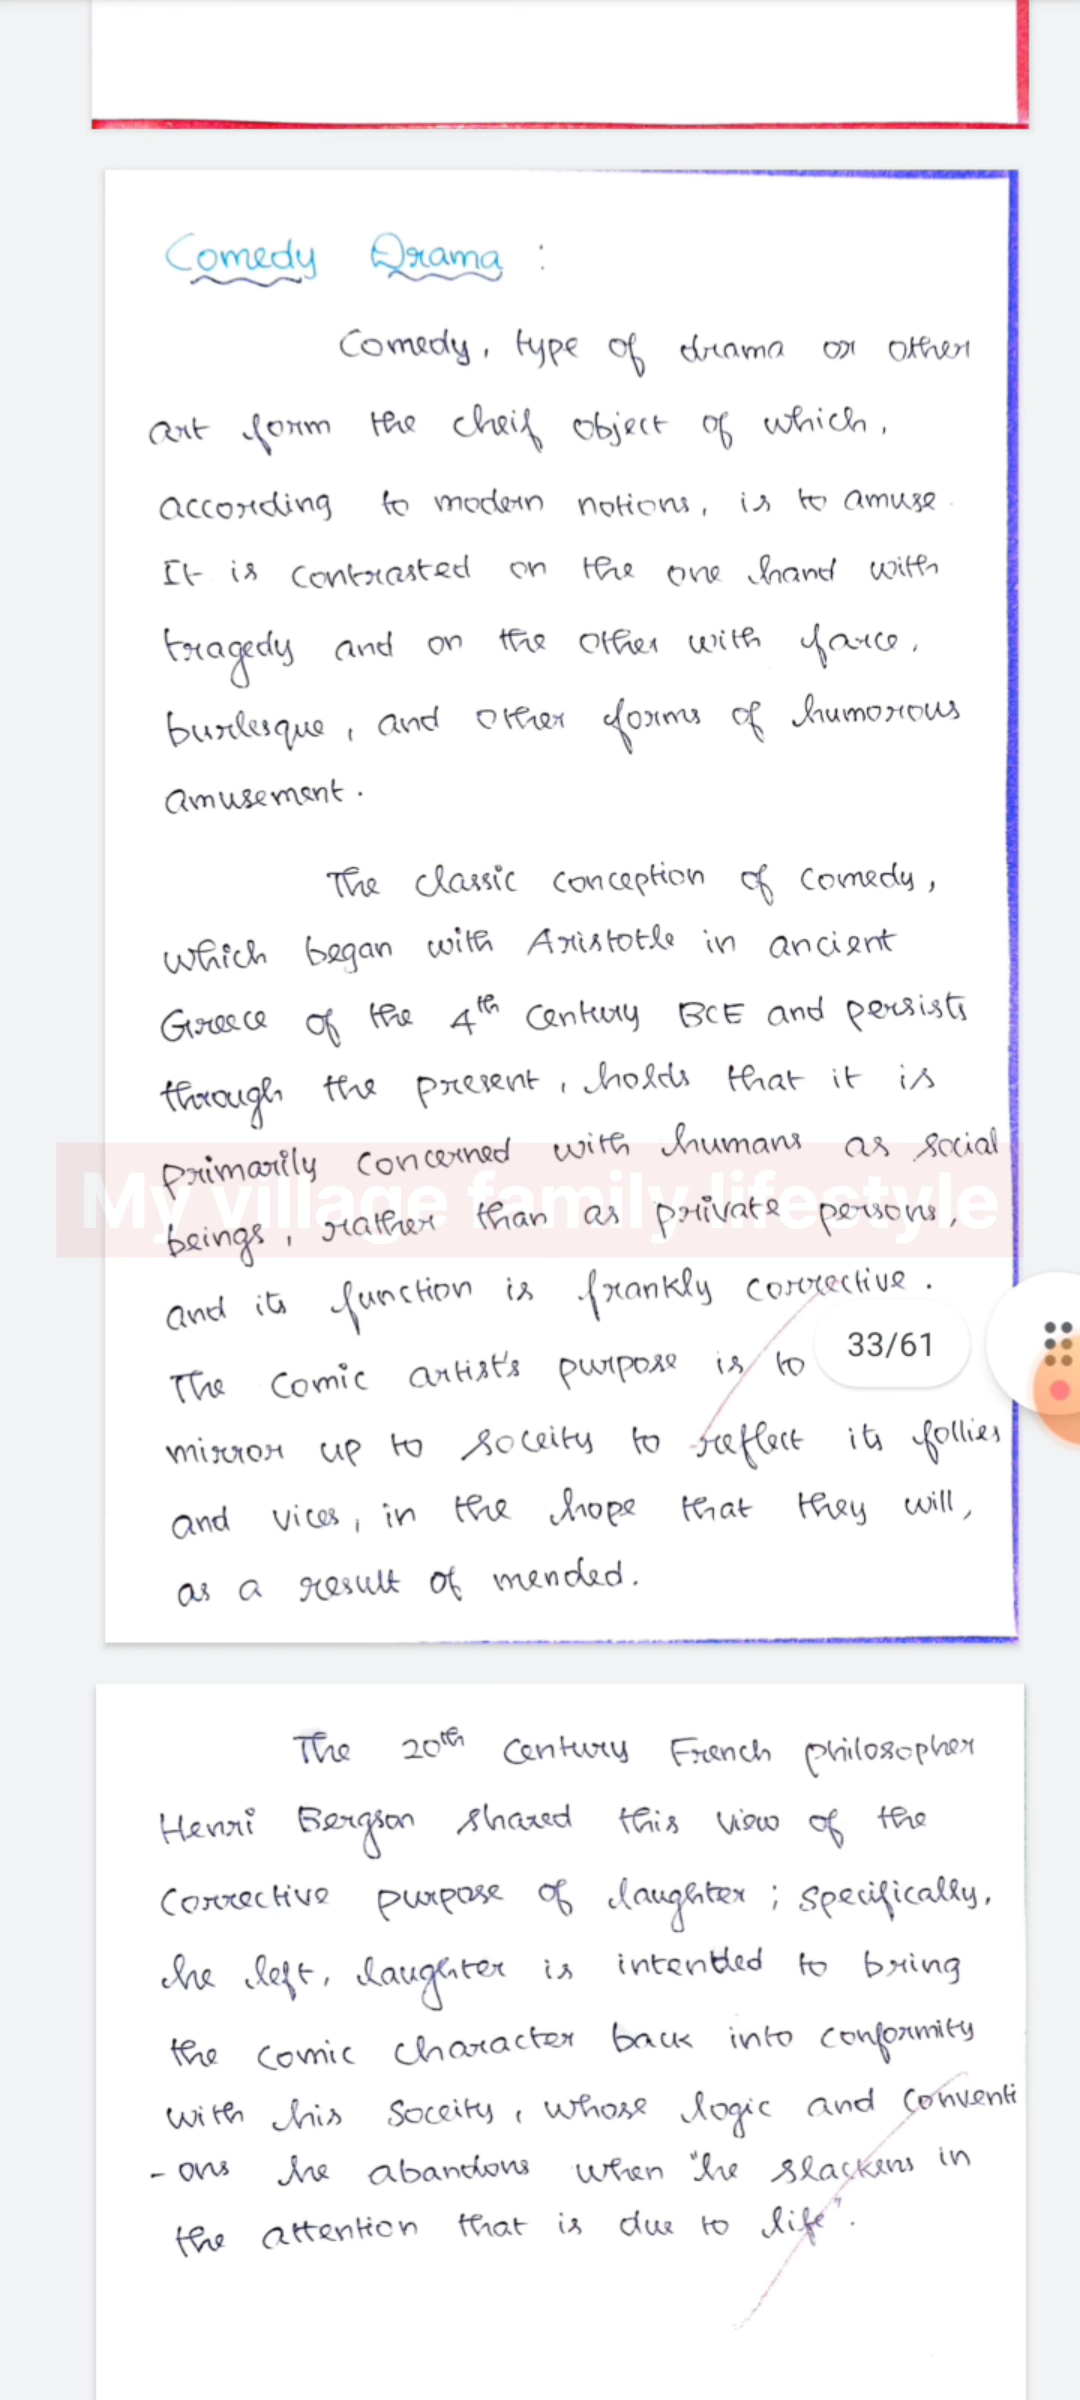 Comedy Drama :
Comedy, type of drama or other
art form the cheif object of which,
according to modern notions, is to amuse.
It is contrasted on the one hand with
tragedy and on the other with farce,
burlesque, and other forms of humorous
amusement.
The classic conception of comedy,
which began with Aristotle in ancient
Greece of the 4th century BCE and persists
through the present, holds that it is
primarily concerned with humans as social
My village family lifestyle
beings, rather than as private persons,
and its function is frankly corrective.
The comic artist's purpose is to
33/61
mirror up to soceity to reflect its follies
and vices, in the hope that they will,
as a result of mended.
The 20th century French philosopher
Henri Bergson shared this view of the
corrective purpose of laughter; specifically,
he left, laughter is intended to bring
the comic character back into conformity
with his soceity, whose logic and conventi
- ons he abandons when "he slackens in
the attention that is due to life".